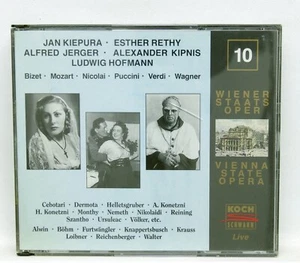 JAN KIEPURA · ESTHER RETHY
ALFRED JERGER · ALEXANDER KIPNIS
LUDWIG HOFMANN
Bizet · Mozart · Nicolai · Puccini · Verdi · Wagner
10
WIENER
STAATS
OPER
VIENNA
STATE
OPERA
KOCH
SCHWANN
Live
Cebotari · Dermota · Helletsgruber · A. Konetzni
H. Konetzni · Monthy · Nemeth · Nikolaidi · Reining
Szantho · Ursuleac · Völker, etc.
Alwin · Böhm · Furtwängler · Knappertsbusch · Krauss
Loibner · Reichenberger · Walter